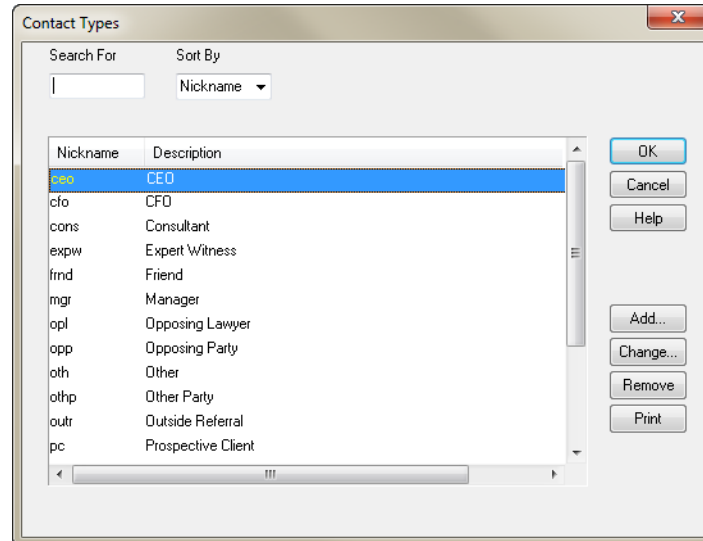 Contact Types
Search For Sort By
Nickname
Nickname Description
ceo CEO
cfo CFO
cons Consultant
expw Expert Witness
frnd Friend
mgr Manager
opl Opposing Lawyer
opp Opposing Party
oth Other
othp Other Party
outr Outside Referral
pc Prospective Client
OK
Cancel
Help
Add...
Change...
Remove
Print